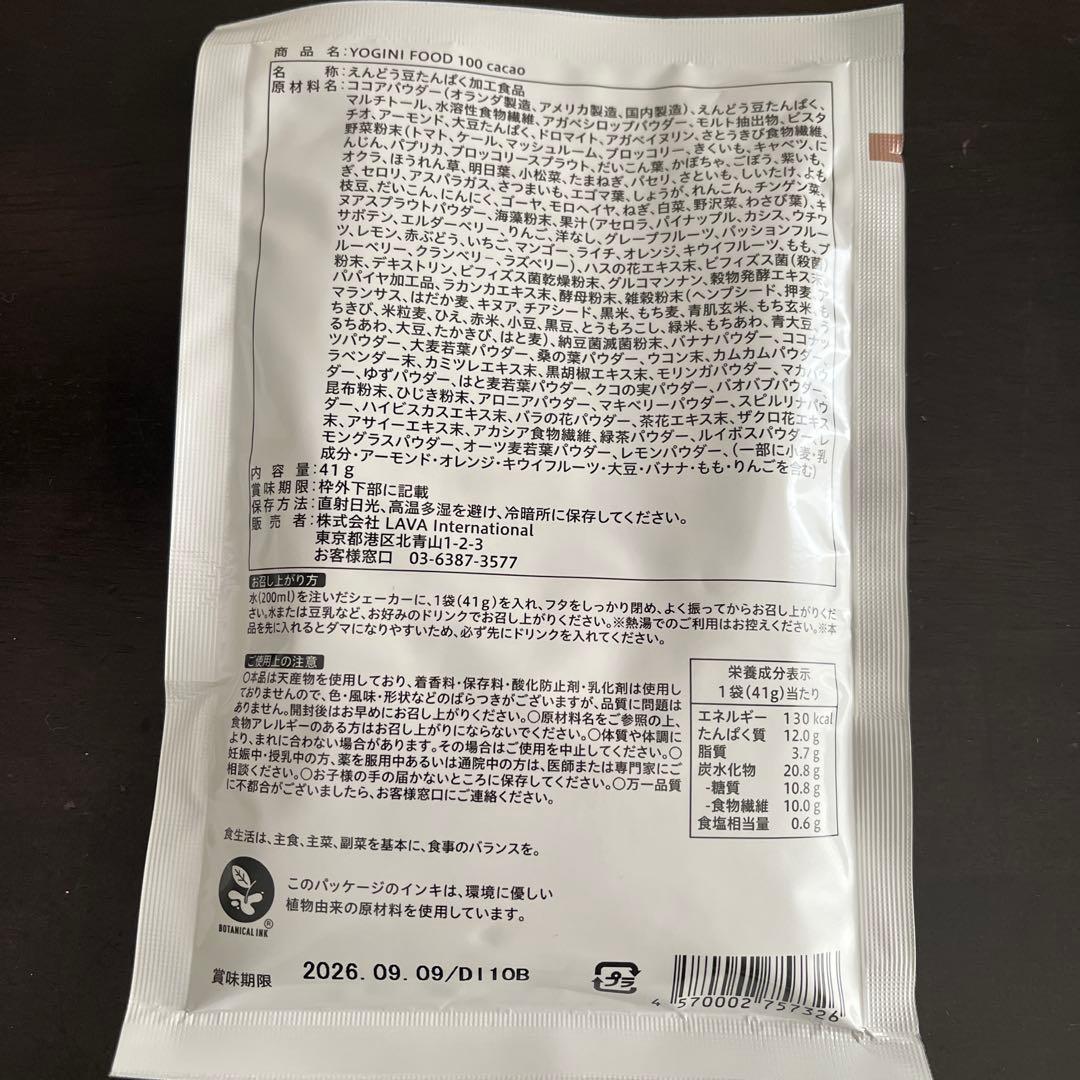 商品名:YOGINI FOOD 100 cacao
名称:えんどう豆たんぱく加工食品
原材料名:ココアパウダー(オランダ製造、アメリカ製造、国内製造)、えんどう豆たんぱく、
マルチトール、水溶性食物繊維、アガベシロップパウダー、モルト抽出物、ピスタ
チオ、アーモンド、大豆たんぱく、ドロマイト、アガベイヌリン、さとうきび食物繊維、
野菜粉末(トマト、ケール、マッシュルーム、ブロッコリー、きくいも、キャベツ、に
んじん、パプリカ、ブロッコリースプラウト、だいこん葉、かぼちゃ、ごぼう、紫いも、
オクラ、ほうれん草、明日葉、小松菜、たまねぎ、パセリ、さといも、しいたけ、よも
ぎ、セロリ、アスパラガス、さつまいも、エゴマ葉、しょうが、れんこん、チンゲン菜、
枝豆、だいこん、にんにく、ゴーヤ、モロヘイヤ、ねぎ、白菜、野沢菜、わさび葉)、キ
ヌアスプラウトパウダー、海藻粉末、果汁(アセロラ、パイナップル、カシス、ウチワ
サボテン、エルダーベリー、りんご、洋なし、グレープフルーツ、パッションフルー
ツ、レモン、赤ぶどう、いちご、マンゴー、ライチ、オレンジ、キウイフルーツ、もも、ブ
ルーベリー、クランベリー、ラズベリー)、ハスの花エキス末、ビフィズス菌(殺菌)
粉末、デキストリン、ビフィズス菌乾燥粉末、グルコマンナン、穀物発酵エキス末、
パパイヤ加工品、ラカンカエキス末、酵母粉末、雑穀粉末(ヘンプシード、押麦、ア
マランサス、はだか麦、キヌア、チアシード、黒米、もち麦、青肌玄米、もち玄米、も
ちきび、米粒麦、ひえ、赤米、小豆、黒豆、とうもろこし、緑米、もちあわ、青大豆、う
るちあわ、大豆、たかきび、はと麦)、納豆菌滅菌粉末、バナナパウダー、ココナッ
ツパウダー、大麦若葉パウダー、桑の葉パウダー、ウコン末、カムカムパウダー、
ラベンダー末、カミツレエキス末、黒胡椒エキス末、モリンガパウダー、マカパウ
ダー、ゆずパウダー、はと麦若葉パウダー、クコの実パウダー、バオバブパウダー、
昆布粉末、ひじき粉末、アロニアパウダー、マキベリーパウダー、スピルリナパウ
ダー、ハイビスカスエキス末、バラの花パウダー、茶花エキス末、ザクロ花エキス
末、アサイーエキス末、アカシア食物繊維、緑茶パウダー、ルイボスパウダー、レ
モングラスパウダー、オーツ麦若葉パウダー、レモンパウダー、(一部に小麦・乳
成分・アーモンド・オレンジ・キウイフルーツ・大豆・バナナ・もも・りんごを含む)
内容量:41g
賞味期限:枠外下部に記載
保存方法:直射日光、高温多湿を避け、冷暗所に保存してください。
販売者:株式会社 LAVA International
東京都港区北青山1-2-3
お客様窓口 03-6387-3577
お召し上がり方
水(200ml)を注いだシェーカーに、1袋(41g)を入れ、フタをしっかり閉め、よく振ってからお召し上がりくだ
さい。水または豆乳など、お好みのドリンクでお召し上がりください。※熱湯でのご利用はお控えください。※本
品を先に入れるとダマになりやすいため、必ず先にドリンクを入れてください。
ご使用上の注意
○本品は天産物を使用しており、着香料・保存料・酸化防止剤・乳化剤は使用し
ておりませんので、色・風味・形状などのばらつきがございますが、品質に問題は
ありません。開封後はお早めにお召し上がりください。○原材料名をご参照の上、
食物アレルギーのある方はお召し上がりにならないでください。○体質や体調に
より、まれに合わない場合があります。その場合はご使用を中止してください。○
妊娠中・授乳中の方、薬を服用中あるいは通院中の方は、医師または専門家にご
相談ください。○お子様の手の届かないところに保存してください。○万一品質
に不都合がございましたら、お客様窓口にご連絡ください。
栄養成分表示
1袋(41g)当たり
エネルギー 130 kcal
たんぱく質 12.0 g
脂質 3.7 g
炭水化物 20.8 g
-糖質 10.8 g
-食物繊維 10.0 g
食塩相当量 0.6 g
食生活は、主食、主菜、副菜を基本に、食事のバランスを。
このパッケージのインキは、環境に優しい
植物由来の原材料を使用しています。
BOTANICAL INK®
賞味期限 2026.09.09/D110B
プラ
4 570002 757326